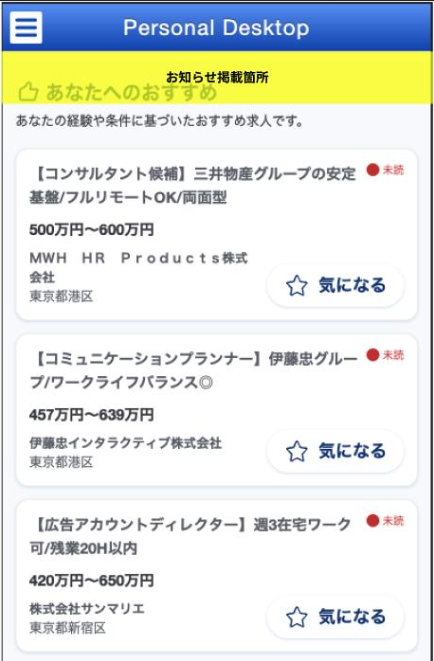 Personal Desktop
お知らせ掲載箇所
あなたへのおすすめ
あなたの経験や条件に基づいたおすすめ求人です。
【コンサルタント候補】三井物産グループの安定
基盤/フルリモートOK/両面型
未読
500万円〜600万円
MWH　HR　Ｐｒｏｄｕｃｔｓ株式
会社
東京都港区
気になる
【コミュニケーションプランナー】伊藤忠グルー
プ/ワークライフバランス◎
未読
457万円〜639万円
伊藤忠インタラクティブ株式会社
東京都港区
気になる
【広告アカウントディレクター】週3在宅ワーク
可/残業20H以内
未読
420万円〜650万円
株式会社サンマリエ
東京都新宿区
気になる